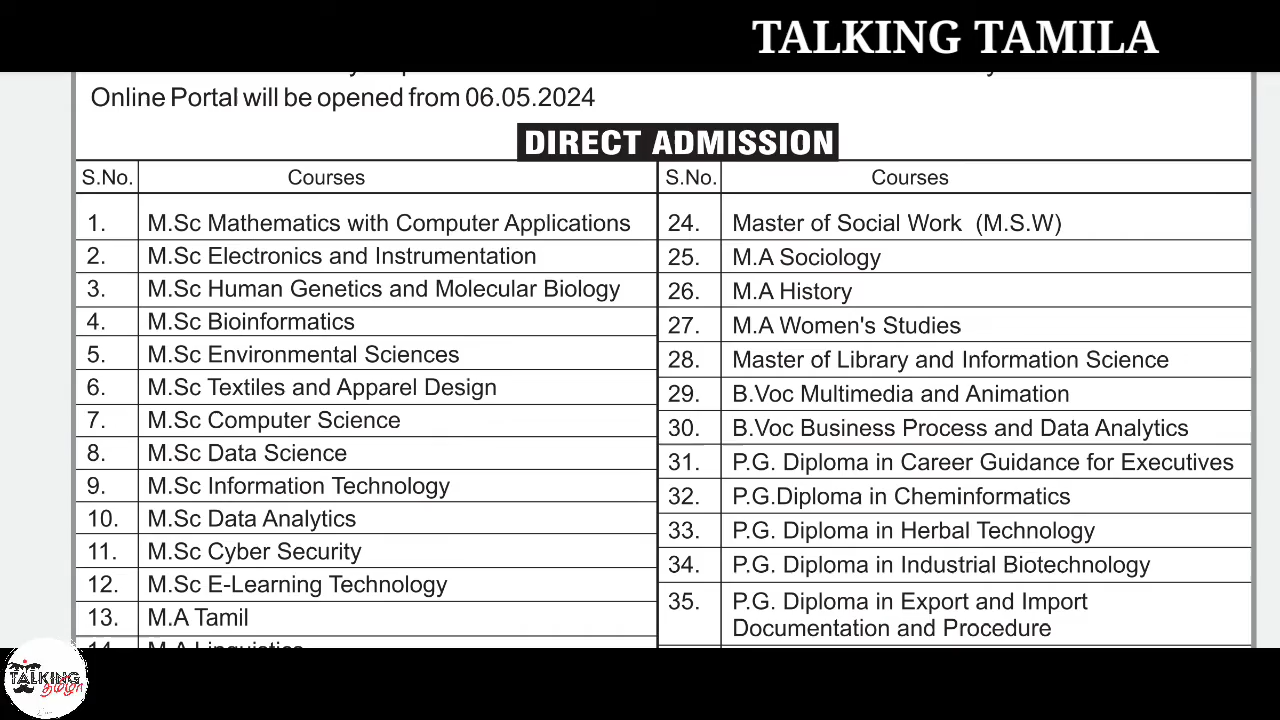 TALKING TAMILA
Online Portal will be opened from 06.05.2024
DIRECT ADMISSION
S.No. Courses
1. M.Sc Mathematics with Computer Applications
2. M.Sc Electronics and Instrumentation
3. M.Sc Human Genetics and Molecular Biology
4. M.Sc Bioinformatics
5. M.Sc Environmental Sciences
6. M.Sc Textiles and Apparel Design
7. M.Sc Computer Science
8. M.Sc Data Science
9. M.Sc Information Technology
10. M.Sc Data Analytics
11. M.Sc Cyber Security
12. M.Sc E-Learning Technology
13. M.A Tamil
14. M.A Linguistics
S.No. Courses
24. Master of Social Work (M.S.W)
25. M.A Sociology
26. M.A History
27. M.A Women's Studies
28. Master of Library and Information Science
29. B.Voc Multimedia and Animation
30. B.Voc Business Process and Data Analytics
31. P.G. Diploma in Career Guidance for Executives
32. P.G.Diploma in Cheminformatics
33. P.G. Diploma in Herbal Technology
34. P.G. Diploma in Industrial Biotechnology
35. P.G. Diploma in Export and Import
Documentation and Procedure
TALKING
தமிழா